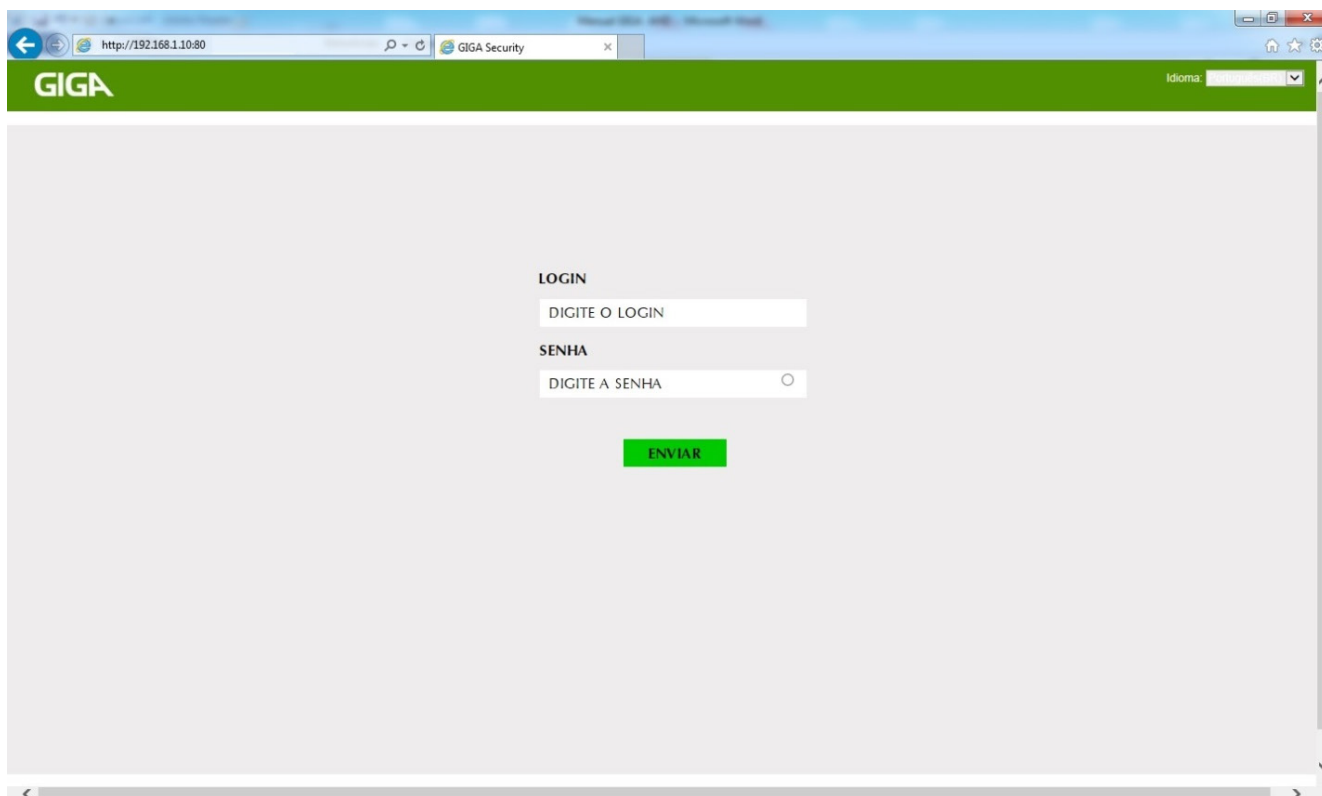 http://192.168.1.10:80
GIGA Security
GIGA
Idioma:
LOGIN
DIGITE O LOGIN
SENHA
DIGITE A SENHA
ENVIAR